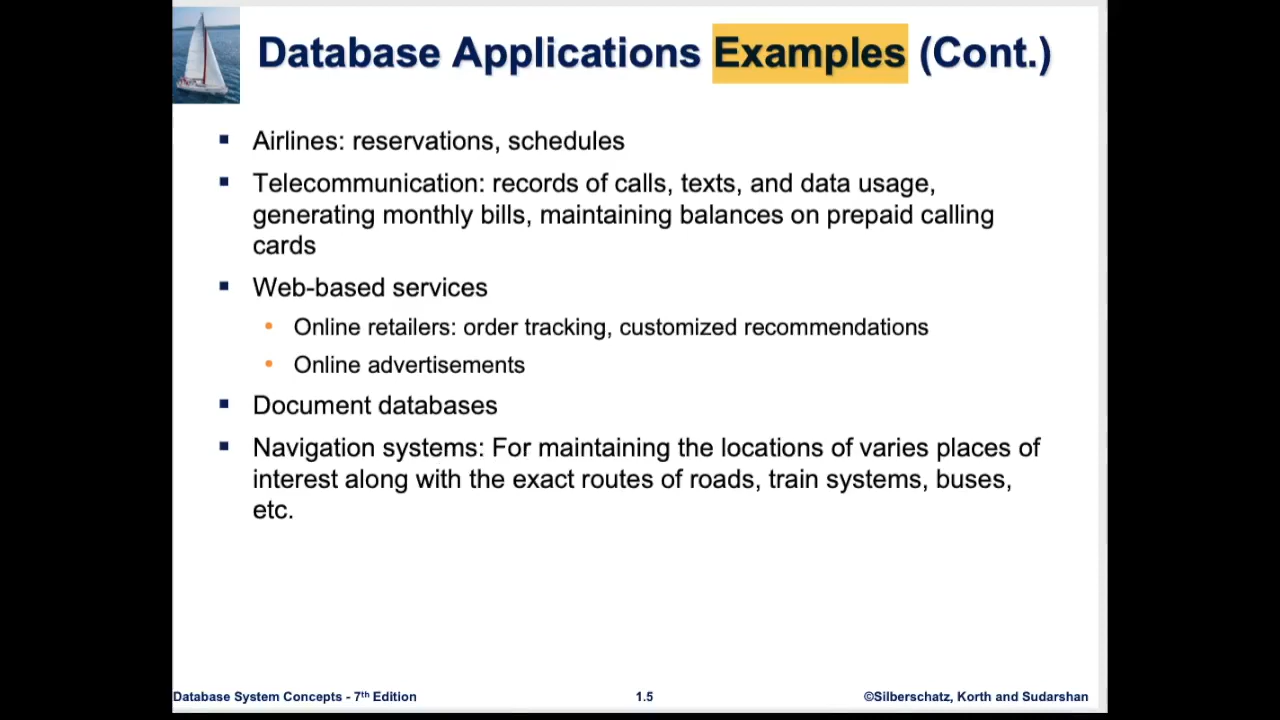 Database Applications Examples (Cont.)
▪ Airlines: reservations, schedules
▪ Telecommunication: records of calls, texts, and data usage,
generating monthly bills, maintaining balances on prepaid calling
cards
▪ Web-based services
• Online retailers: order tracking, customized recommendations
• Online advertisements
▪ Document databases
▪ Navigation systems: For maintaining the locations of varies places of
interest along with the exact routes of roads, train systems, buses,
etc.
Database System Concepts - 7th Edition 1.5 ©Silberschatz, Korth and Sudarshan